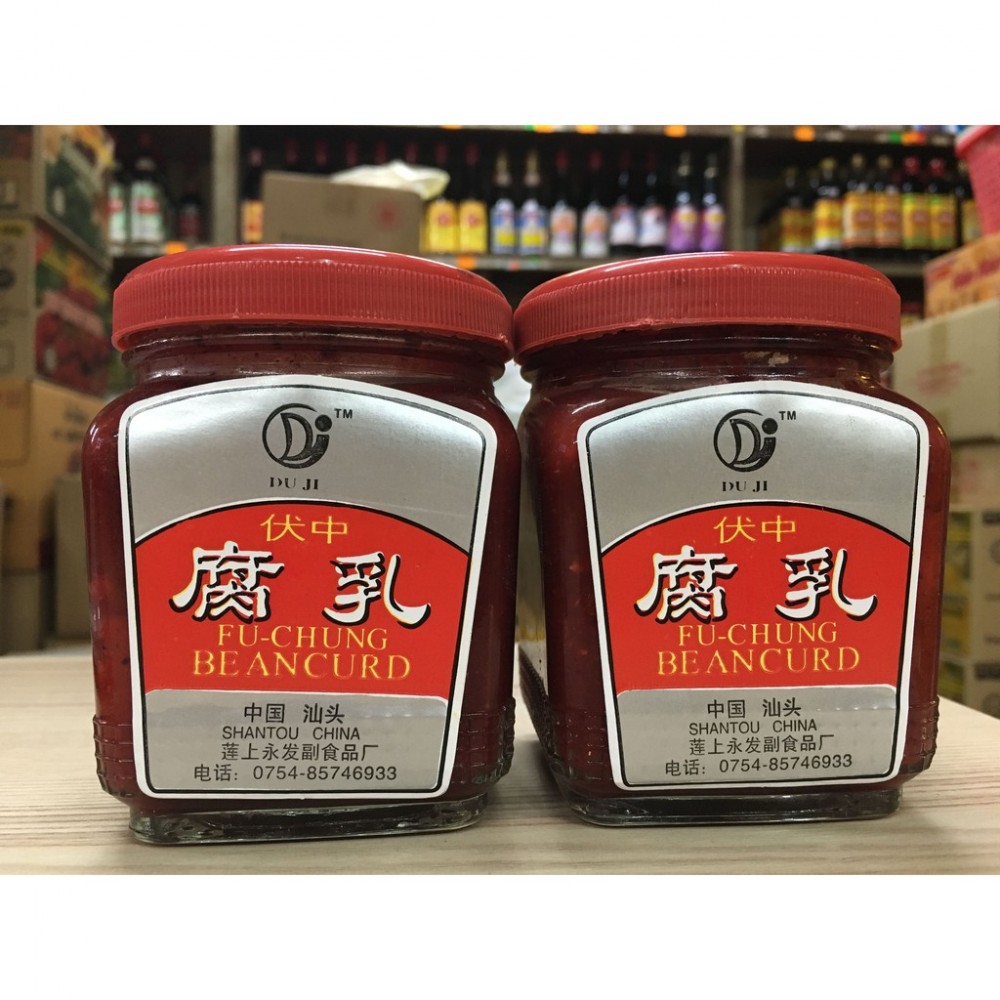 TM
DU JI
伏中
腐乳
FU-CHUNG
BEANCURD
中国 汕头
SHANTOU CHINA
莲上永发副食品厂
电话: 0754-85746933
TM
DU JI
伏中
腐乳
FU-CHUNG
BEANCURD
中国 汕头
SHANTOU CHINA
莲上永发副食品厂
电话: 0754-85746933